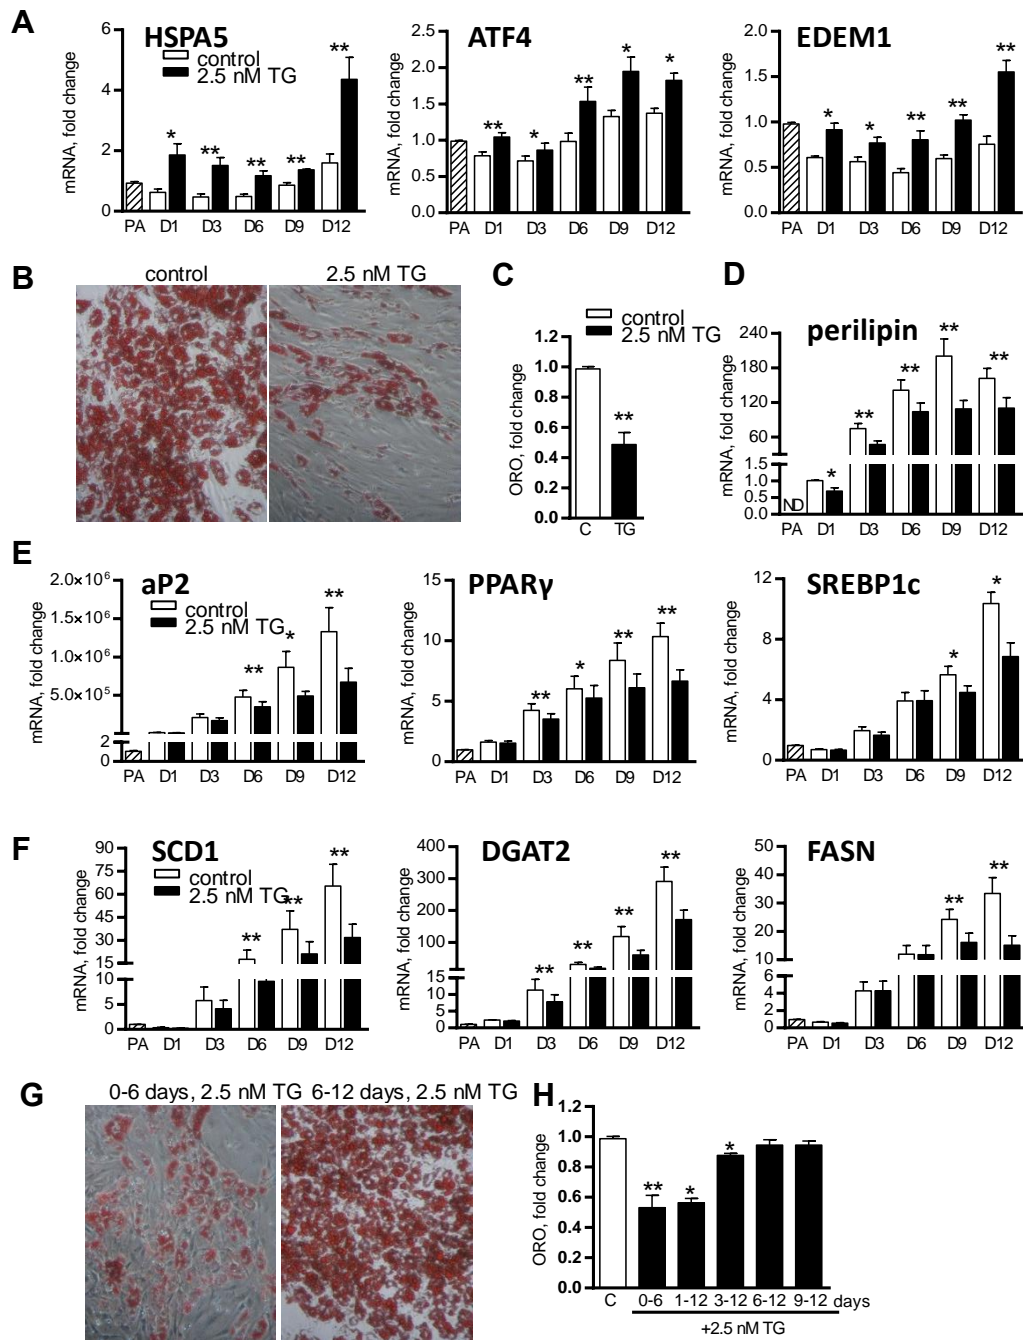 A
HSPA5
control
2.5 nM TG
mRNA, fold change
6
4
2
0
* ** ** ** **
PA D1 D3 D6 D9 D12
ATF4
mRNA, fold change
2.5
2.0
1.5
1.0
0.5
0.0
** * ** * *
PA D1 D3 D6 D9 D12
EDEM1
mRNA, fold change
2.0
1.5
1.0
0.5
0.0
* * ** ** **
PA D1 D3 D6 D9 D12
B
control
2.5 nM TG
C
control
2.5 nM TG
ORO, fold change
1.2
1.0
0.8
0.6
0.4
0.2
0.0
**
C TG
D
perilipin
mRNA, fold change
240
180
120
60
1.5
1.0
0.5
0.0
ND
* ** ** ** **
PA D1 D3 D6 D9 D12
E
aP2
control
2.5 nM TG
mRNA, fold change
2.0×10⁶
1.5×10⁶
1.0×10⁶
5.0×10⁵
2
0
** * **
PA D1 D3 D6 D9 D12
PPARγ
mRNA, fold change
15
10
5
0
** * ** **
PA D1 D3 D6 D9 D12
SREBP1c
mRNA, fold change
12
8
4
0
* *
PA D1 D3 D6 D9 D12
F
SCD1
control
2.5 nM TG
mRNA, fold change
90
75
60
45
30
15
10
5
0
** ** **
PA D1 D3 D6 D9 D12
DGAT2
mRNA, fold change
400
300
200
100
15
10
5
0
** ** ** **
PA D1 D3 D6 D9 D12
FASN
mRNA, fold change
50
40
30
20
10
6
4
2
0
** **
PA D1 D3 D6 D9 D12
G
0-6 days, 2.5 nM TG
6-12 days, 2.5 nM TG
H
ORO, fold change
1.2
1.0
0.8
0.6
0.4
0.2
0.0
** * *
C 0-6 1-12 3-12 6-12 9-12 days
+2.5 nM TG